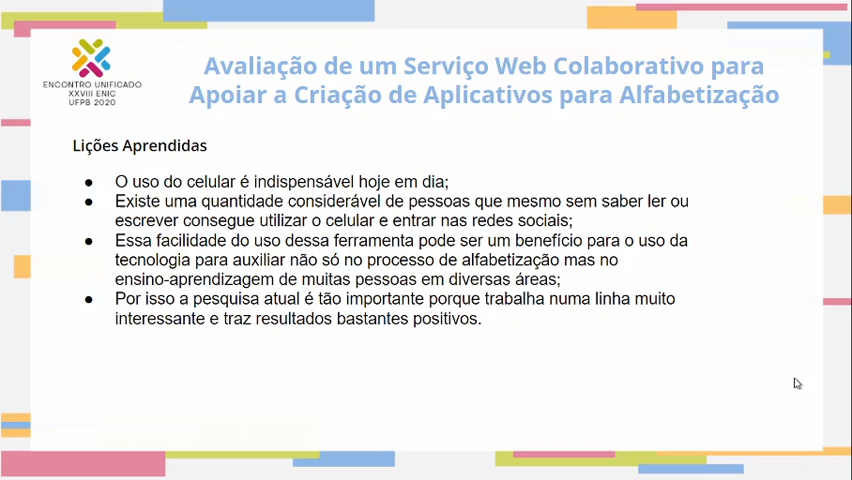 ENCONTRO UNIFICADO
XXVIII ENIC
UFPB 2020
Avaliação de um Serviço Web Colaborativo para
Apoiar a Criação de Aplicativos para Alfabetização
Lições Aprendidas
● O uso do celular é indispensável hoje em dia;
● Existe uma quantidade considerável de pessoas que mesmo sem saber ler ou
escrever consegue utilizar o celular e entrar nas redes sociais;
● Essa facilidade do uso dessa ferramenta pode ser um benefício para o uso da
tecnologia para auxiliar não só no processo de alfabetização mas no
ensino-aprendizagem de muitas pessoas em diversas áreas;
● Por isso a pesquisa atual é tão importante porque trabalha numa linha muito
interessante e traz resultados bastantes positivos.